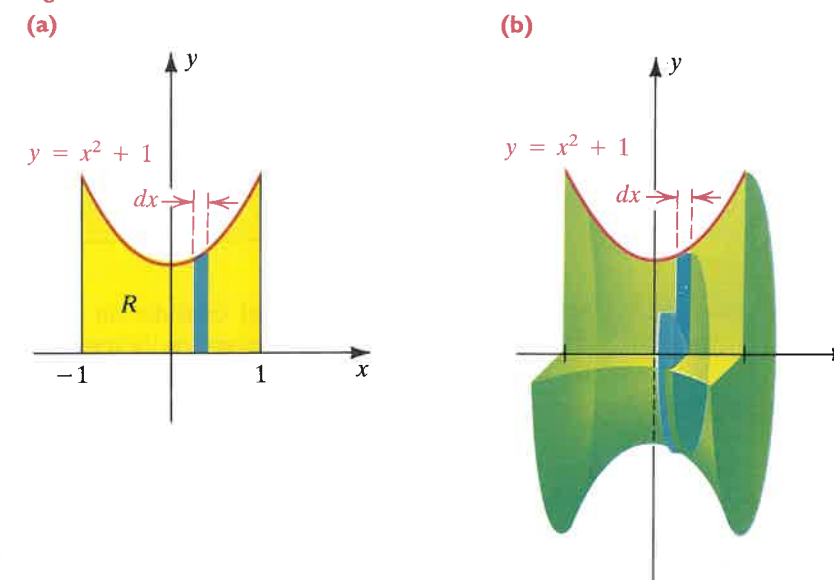 (a)
y
y = x² + 1
dx
R
−1
1
x
(b)
y
y = x² + 1
dx